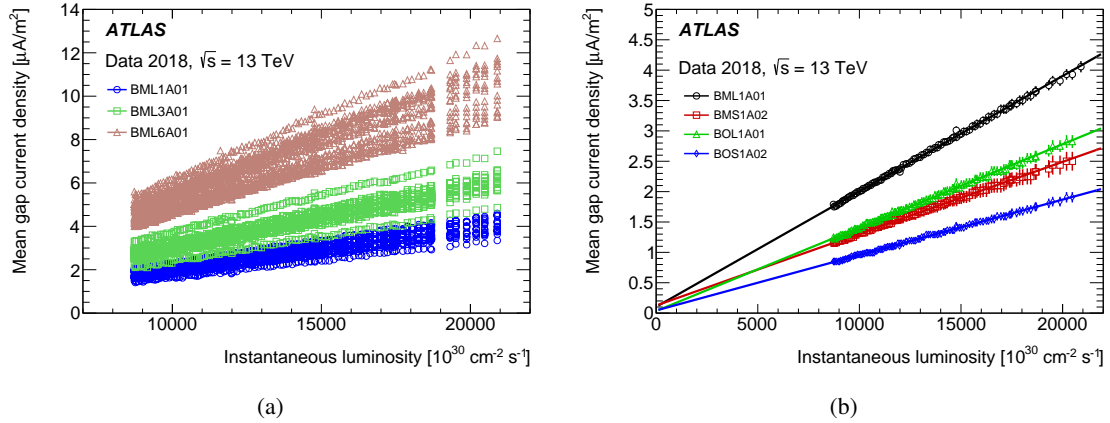 Mean gap current density [μA/m²]
14
12
10
8
6
4
2
0
ATLAS
Data 2018, √s = 13 TeV
BML1A01
BML3A01
BML6A01
10000 15000 20000
Instantaneous luminosity [10³⁰ cm⁻² s⁻¹]
(a)
Mean gap current density [μA/m²]
5
4.5
4
3.5
3
2.5
2
1.5
1
0.5
0
ATLAS
Data 2018, √s = 13 TeV
BML1A01
BMS1A02
BOL1A01
BOS1A02
0 5000 10000 15000 20000
Instantaneous luminosity [10³⁰ cm⁻² s⁻¹]
(b)